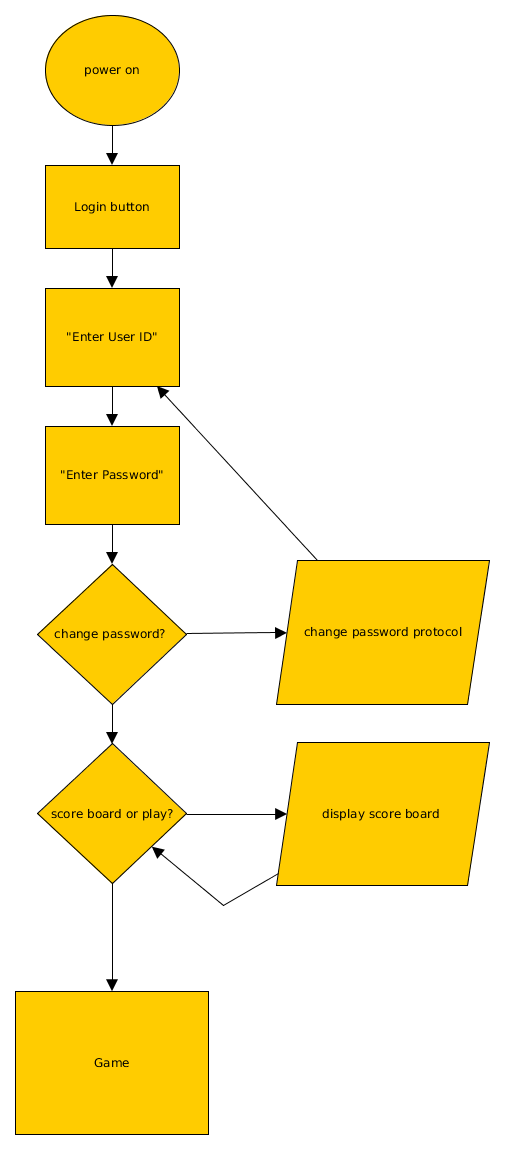 power on
Login button
"Enter User ID"
"Enter Password"
change password?
change password protocol
score board or play?
display score board
Game